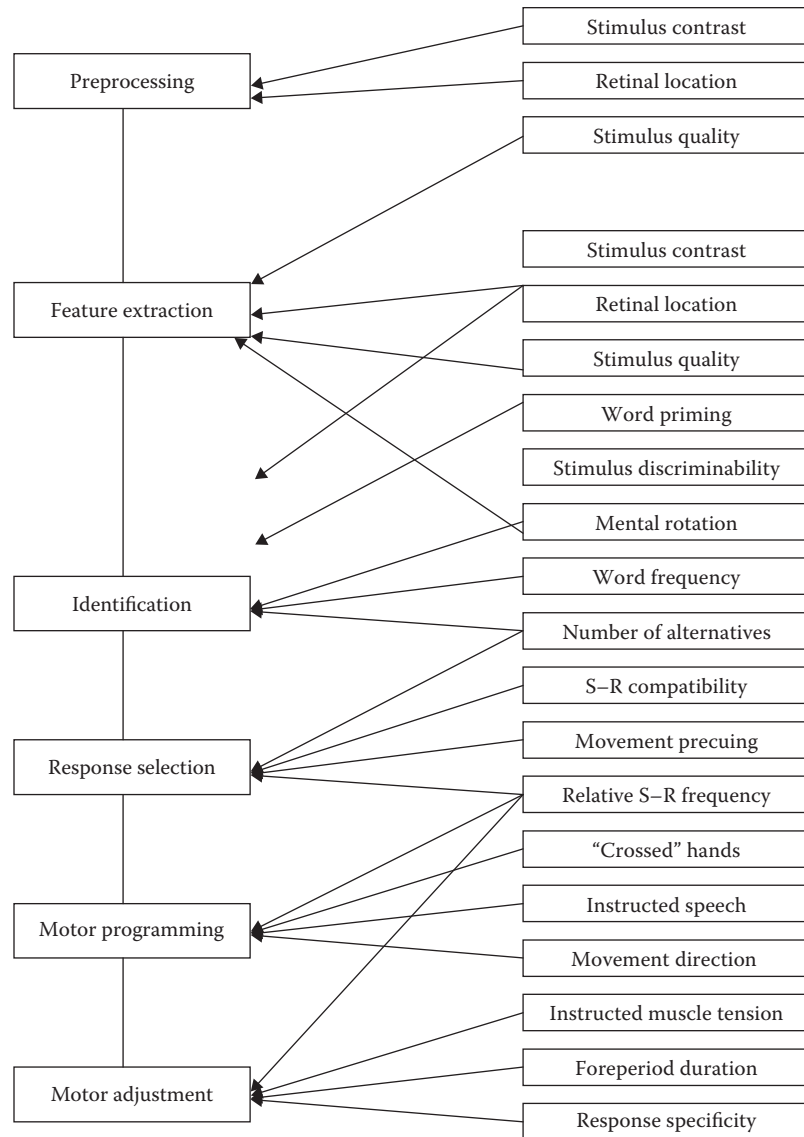 Stimulus contrast
Preprocessing
Retinal location
Stimulus quality
Stimulus contrast
Feature extraction
Retinal location
Stimulus quality
Word priming
Stimulus discriminability
Mental rotation
Word frequency
Identification
Number of alternatives
S–R compatibility
Movement precuing
Response selection
Relative S–R frequency
“Crossed” hands
Instructed speech
Motor programming
Movement direction
Instructed muscle tension
Foreperiod duration
Motor adjustment
Response specificity